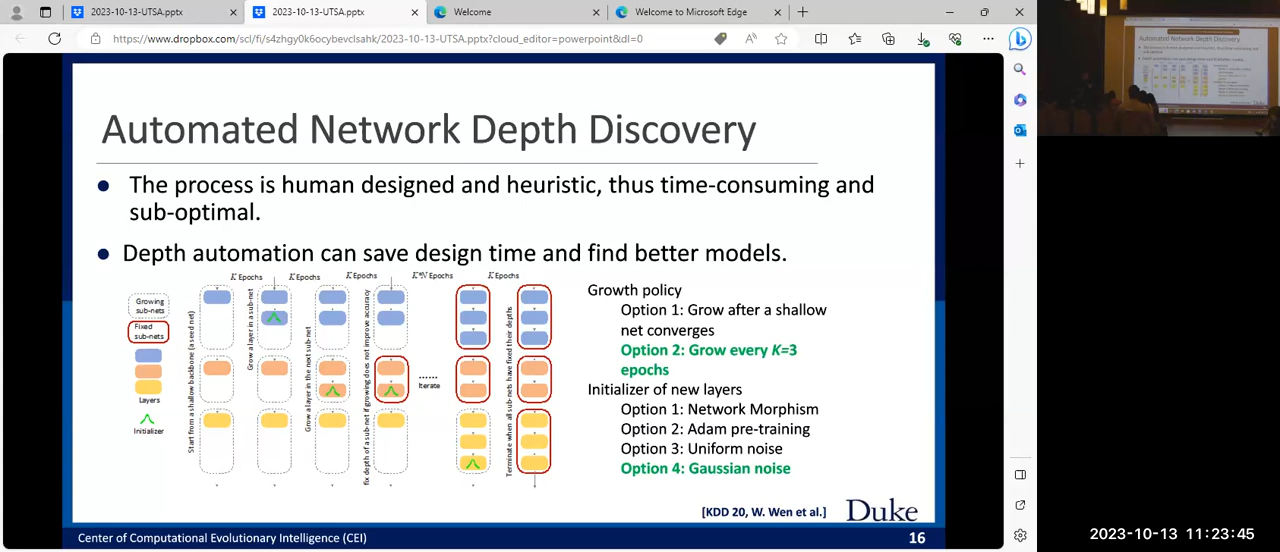 2023-10-13-UTSA.pptx
2023-10-13-UTSA.pptx
Welcome
Welcome to Microsoft Edge
https://www.dropbox.com/scl/fi/s4zhgy0k6ocybevclsahk/2023-10-13-UTSA.pptx?cloud_editor=powerpoint&dl=0
Automated Network Depth Discovery
• The process is human designed and heuristic, thus time-consuming and
sub-optimal.
• Depth automation can save design time and find better models.
K Epochs
K Epochs
K Epochs
K*N Epochs
K Epochs
Growing
sub-nets
Fixed
sub-nets
Layers
Initializer
Start from a shallow backbone (a seed net)
Grow a layer in a sub-net
Grow a layer in the next sub-net
fix depth of a sub-net if growing does not improve accuracy
......
Iterate
Terminate when all sub-nets have fixed their depths
Growth policy
Option 1: Grow after a shallow
net converges
Option 2: Grow every K=3
epochs
Initializer of new layers
Option 1: Network Morphism
Option 2: Adam pre-training
Option 3: Uniform noise
Option 4: Gaussian noise
[KDD 20, W. Wen et al.]
Duke
Center of Computational Evolutionary Intelligence (CEI)
16
Automated Network Depth Discovery
2023-10-13 11:23:45